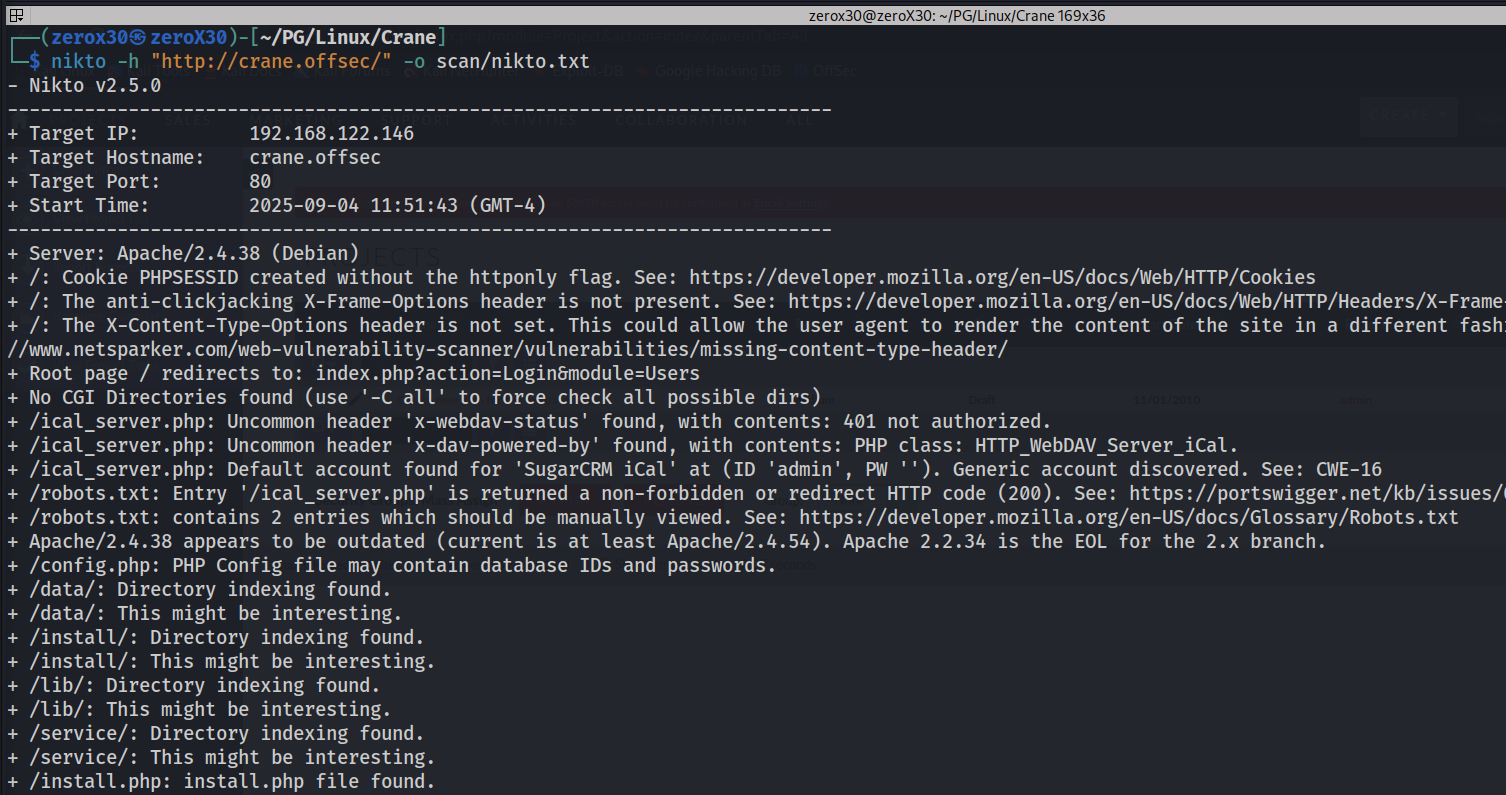 zerox30@zeroX30: ~/PG/Linux/Crane 169x36
┌──(zerox30㉿zeroX30)-[~/PG/Linux/Crane]
└─$ nikto -h "http://crane.offsec/" -o scan/nikto.txt
- Nikto v2.5.0
---------------------------------------------------------------------------
+ Target IP:          192.168.122.146
+ Target Hostname:    crane.offsec
+ Target Port:        80
+ Start Time:         2025-09-04 11:51:43 (GMT-4)
---------------------------------------------------------------------------
+ Server: Apache/2.4.38 (Debian)
+ /: Cookie PHPSESSID created without the httponly flag. See: https://developer.mozilla.org/en-US/docs/Web/HTTP/Cookies
+ /: The anti-clickjacking X-Frame-Options header is not present. See: https://developer.mozilla.org/en-US/docs/Web/HTTP/Headers/X-Frame-
+ /: The X-Content-Type-Options header is not set. This could allow the user agent to render the content of the site in a different fashi
//www.netsparker.com/web-vulnerability-scanner/vulnerabilities/missing-content-type-header/
+ Root page / redirects to: index.php?action=Login&module=Users
+ No CGI Directories found (use '-C all' to force check all possible dirs)
+ /ical_server.php: Uncommon header 'x-webdav-status' found, with contents: 401 not authorized.
+ /ical_server.php: Uncommon header 'x-dav-powered-by' found, with contents: PHP class: HTTP_WebDAV_Server_iCal.
+ /ical_server.php: Default account found for 'SugarCRM iCal' at (ID 'admin', PW ''). Generic account discovered. See: CWE-16
+ /robots.txt: Entry '/ical_server.php' is returned a non-forbidden or redirect HTTP code (200). See: https://portswigger.net/kb/issues/
+ /robots.txt: contains 2 entries which should be manually viewed. See: https://developer.mozilla.org/en-US/docs/Glossary/Robots.txt
+ Apache/2.4.38 appears to be outdated (current is at least Apache/2.4.54). Apache 2.2.34 is the EOL for the 2.x branch.
+ /config.php: PHP Config file may contain database IDs and passwords.
+ /data/: Directory indexing found.
+ /data/: This might be interesting.
+ /install/: Directory indexing found.
+ /install/: This might be interesting.
+ /lib/: Directory indexing found.
+ /lib/: This might be interesting.
+ /service/: Directory indexing found.
+ /service/: This might be interesting.
+ /install.php: install.php file found.